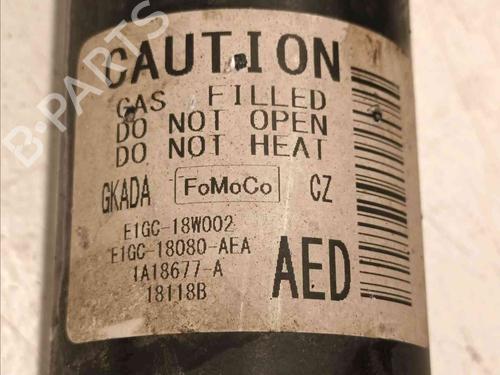 CAUTION
GAS FILLED
DO NOT OPEN
DO NOT HEAT
GKADA FoMoCo CZ
E1GC-18W002
E1GC-18080-AEA
1A18677-A
18118B
AED
B-PARTS